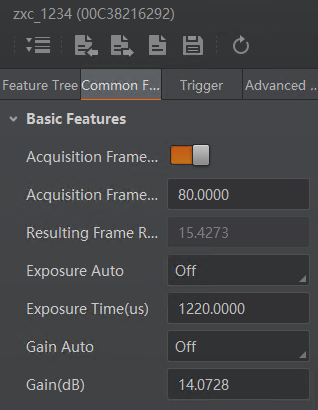 zxc_1234 (00C38216292)
Feature Tree Common F... Trigger Advanced ..
Basic Features
Acquisition Frame...
Acquisition Frame... 80.0000
Resulting Frame R... 15.4273
Exposure Auto Off
Exposure Time(us) 1220.0000
Gain Auto Off
Gain(dB) 14.0728